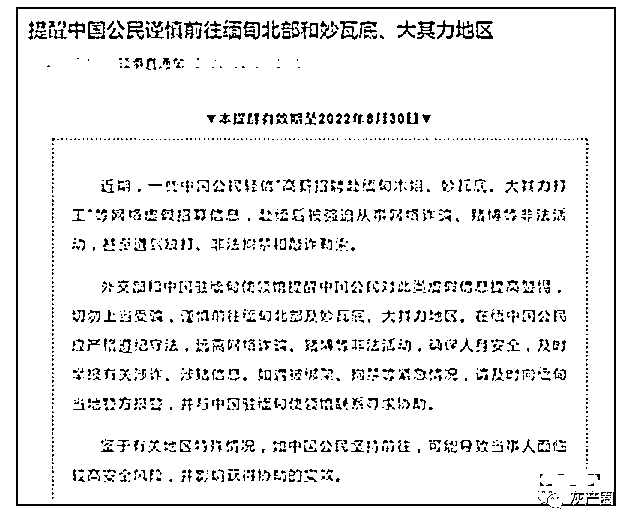 提醒中国公民谨慎前往缅甸北部和妙瓦底、大其力地区
领事直通车
▼本提醒有效期至2022年6月30日▼
近期，一些中国公民轻信“高薪招聘赴缅甸木姐、妙瓦底、大其力打
工”等网络虚假招募信息，赴缅后被强迫从事网络诈骗、赌博等非法活
动，甚至遭到殴打、非法拘禁和敲诈勒索。
外交部和中国驻缅甸使领馆提醒中国公民对此类虚假信息提高警惕，
切勿上当受骗，谨慎前往缅甸北部及妙瓦底、大其力地区。在缅中国公民
应严格遵纪守法，远离网络诈骗、赌博等非法活动，确保人身安全，及时
举报有关涉诈、涉赌信息。如遇被绑架、拘禁等紧急情况，请及时向缅甸
当地警方报警，并与中国驻缅甸使领馆联系寻求协助。
鉴于有关地区特殊情况，如中国公民坚持前往，可能导致当事人面临
较高安全风险，并影响获得协助的实效。
灰产圈